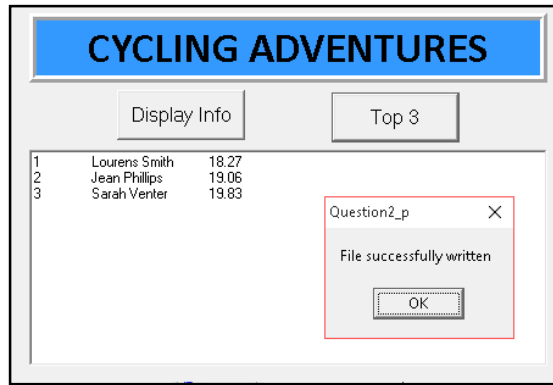 CYCLING ADVENTURES
Display Info Top 3
1 Lourens Smith 18.27
2 Jean Phillips 19.06
3 Sarah Venter 19.83
Question2_p
File successfully written
OK